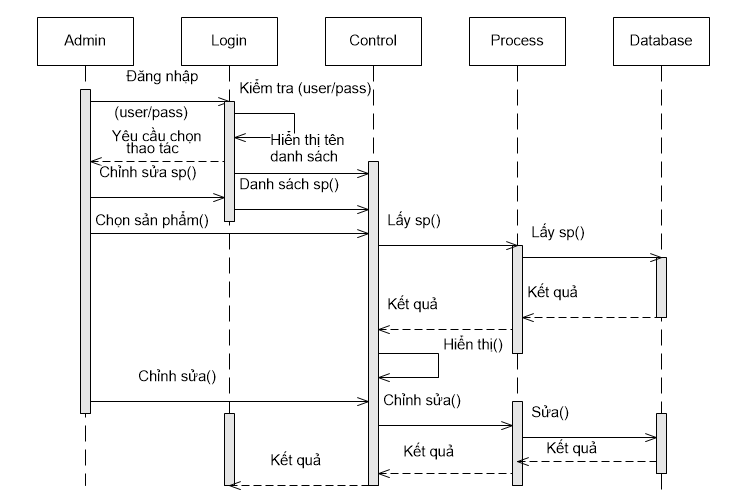 Admin
Login
Control
Process
Database
Đăng nhập
Kiểm tra (user/pass)
(user/pass)
Yêu cầu chọn
thao tác
Hiển thị tên
danh sách
Chỉnh sửa sp()
Danh sách sp()
Chọn sản phẩm()
Lấy sp()
Lấy sp()
Kết quả
Kết quả
Hiển thị()
Chỉnh sửa()
Chỉnh sửa()
Sửa()
Kết quả
Kết quả
Kết quả